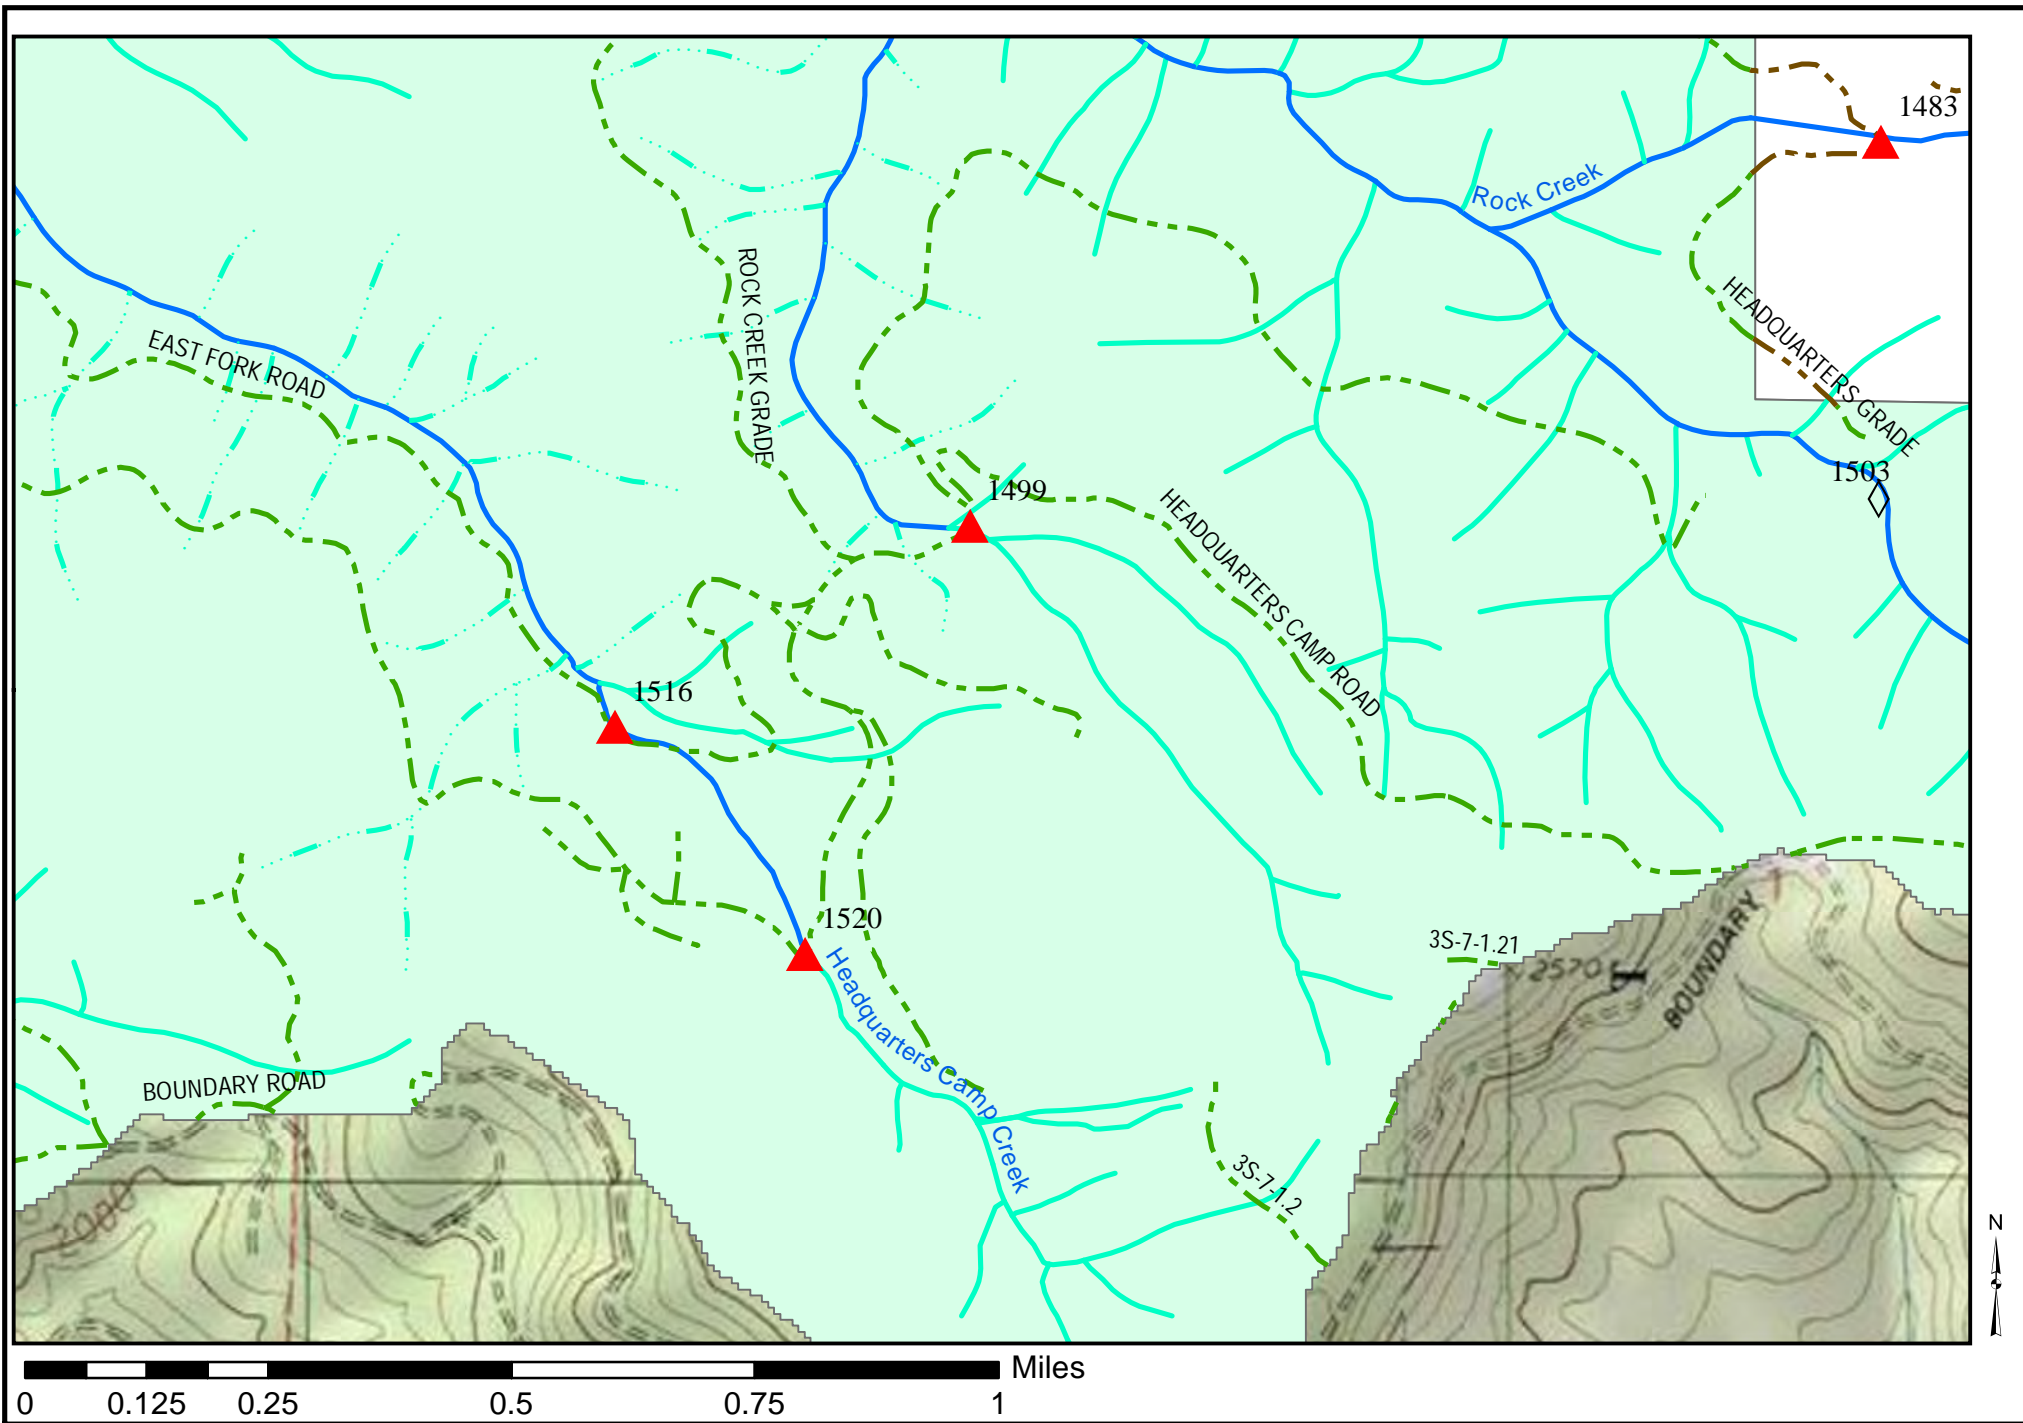 1483
Rock Creek
ROCK CREEK GRADE
HEADQUARTERS GRADE
EAST FORK ROAD
1503
1499
HEADQUARTERS CAMP ROAD
1516
1520
BOUNDARY
3S-7-1.21
2570
Headquarters Camp Creek
BOUNDARY ROAD
3S-7-1.2
2000
N
Miles
0 0.125 0.25 0.5 0.75 1